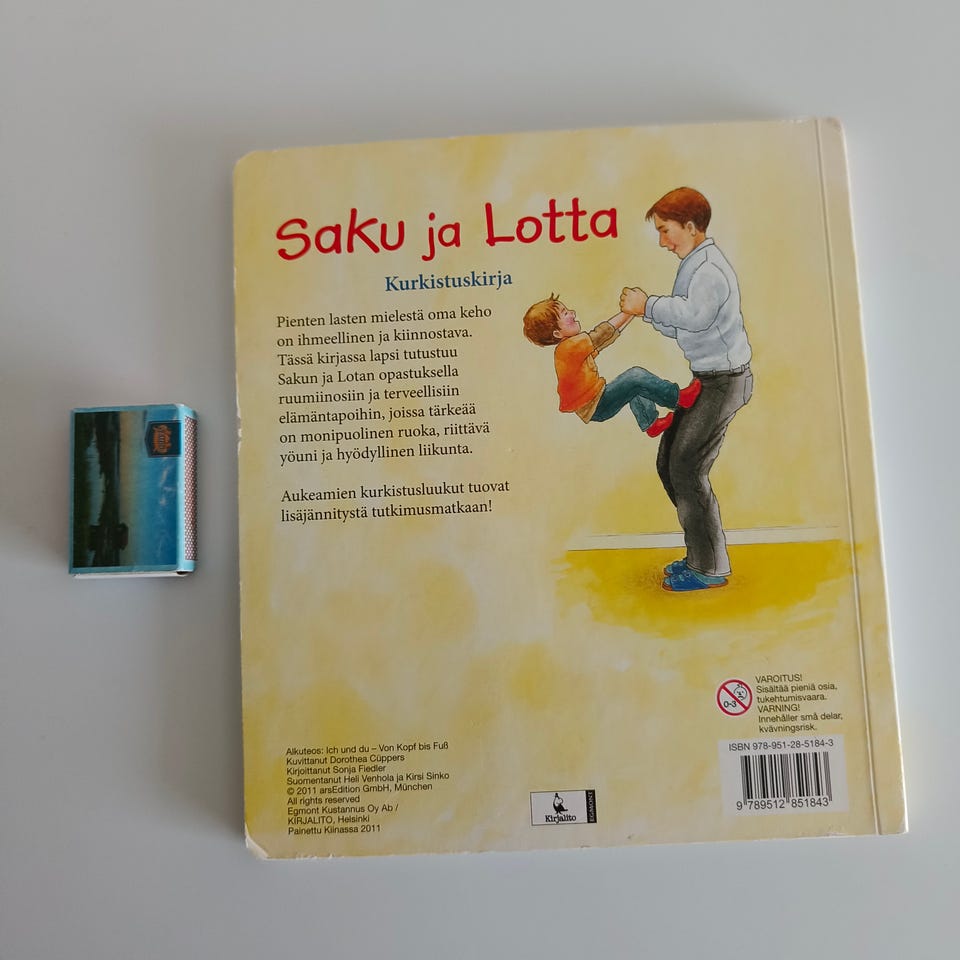 Saku ja Lotta
Kurkistuskirja
Pienten lasten mielestä oma keho
on ihmeellinen ja kiinnostava.
Tässä kirjassa lapsi tutustuu
Sakun ja Lotan opastuksella
ruumiinosiin ja terveellisiin
elämäntapoihin, joissa tärkeää
on monipuolinen ruoka, riittävä
yöuni ja hyödyllinen liikunta.
Aukeamien kurkistusluukut tuovat
lisäjännitystä tutkimusmatkaan!
0-3
VAROITUS!
Sisältää pieniä osia,
tukehtumisvaara.
VARNING!
Innehåller små delar,
kvävningsrisk.
Alkuteos: Ich und du – Von Kopf bis Fuß
Kuvittanut Dorothea Cüppers
Kirjoittanut Sonja Fiedler
Suomentanut Heli Venhola ja Kirsi Sinko
© 2011 arsEdition GmbH, München
All rights reserved
Egmont Kustannus Oy Ab /
KIRJALITO, Helsinki
Painettu Kiinassa 2011
Kirjalito
EGMONT
ISBN 978-951-28-5184-3
9 789512 851843